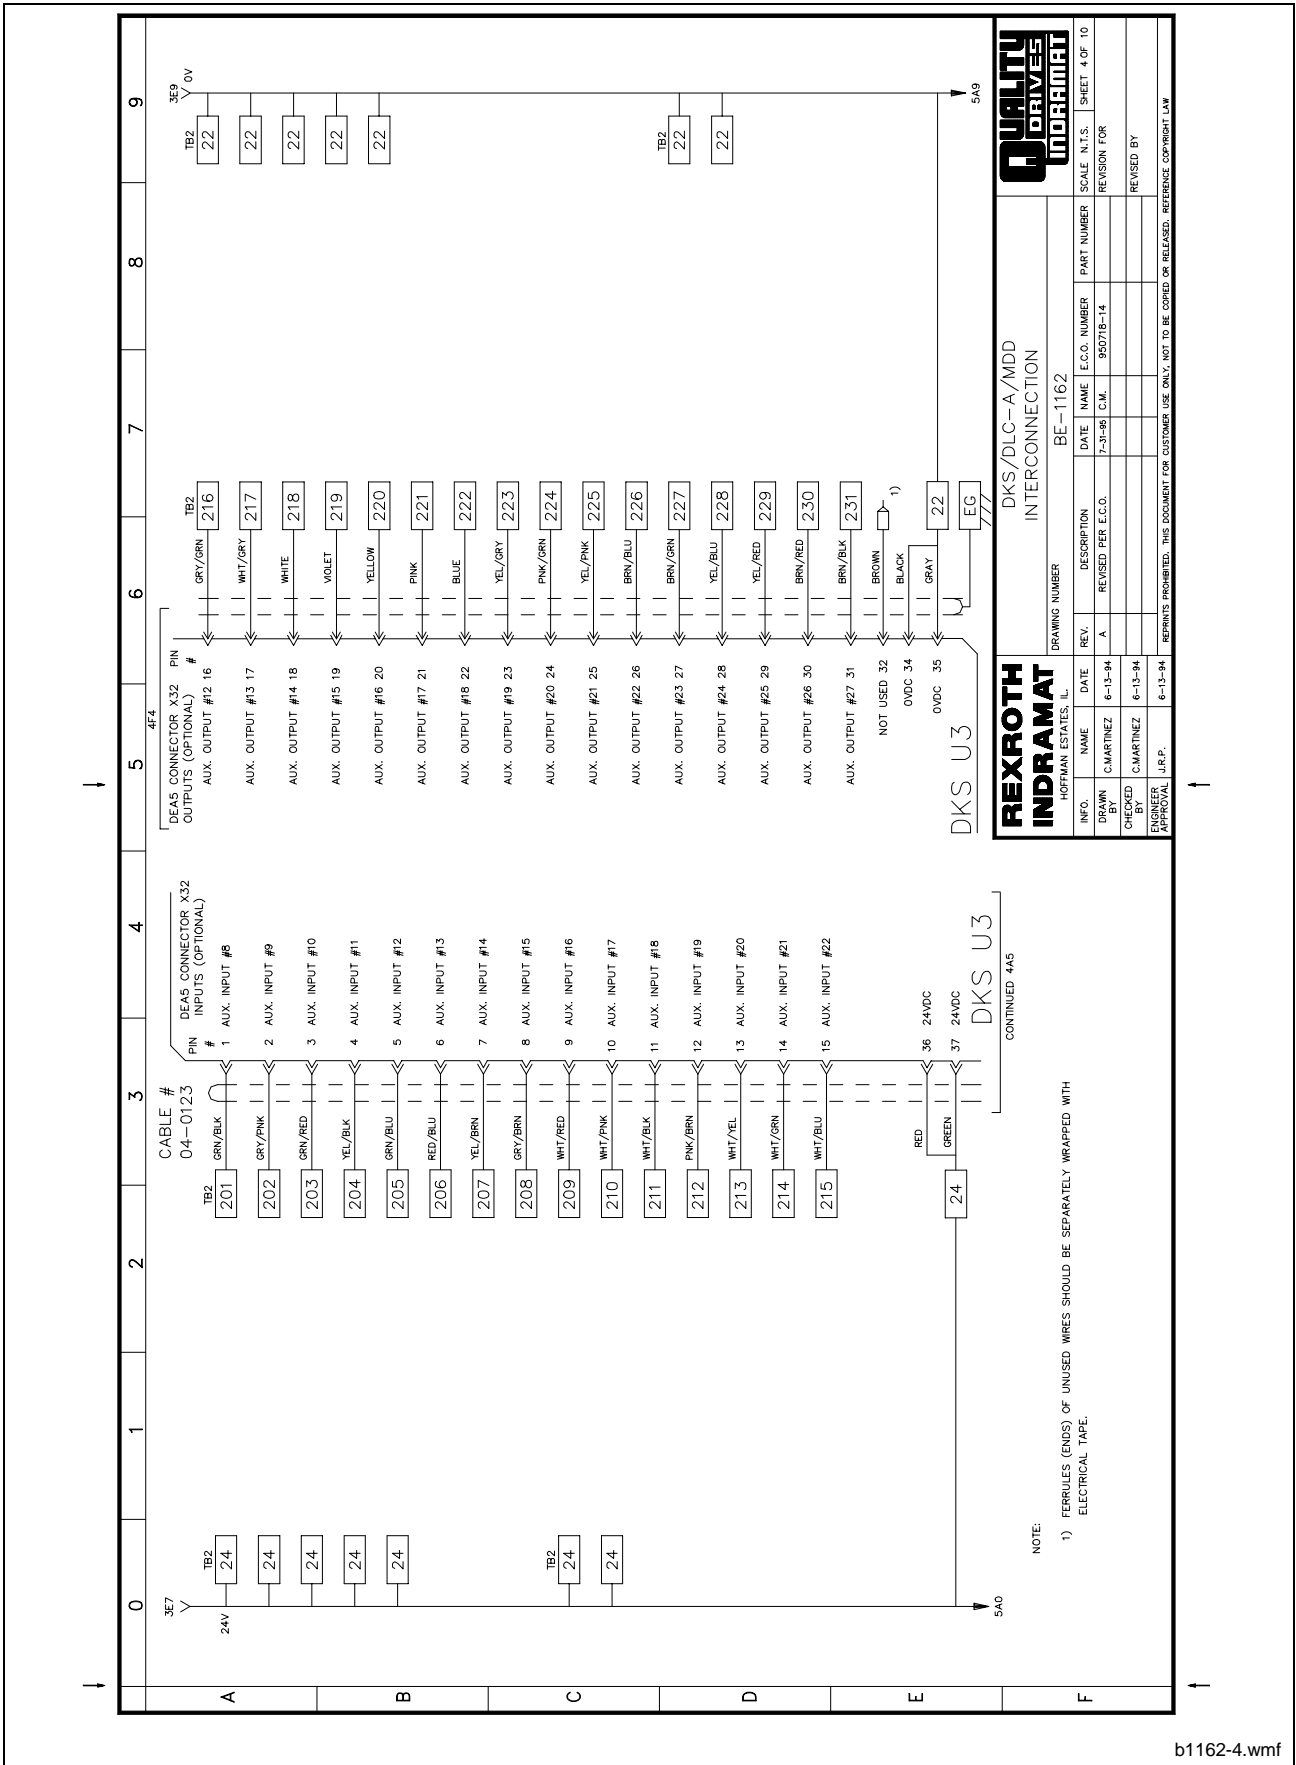 0 1 2 3 4 5 6 7 8 9
A
B
C
D
E
F
3E7
24V
TB2
24
24
24
24
24
TB2
24
24
5A0
CABLE #
04-0123
DEA5 CONNECTOR X32
INPUTS (OPTIONAL)
PIN
#
TB2
201 GRN/BLK 1 AUX. INPUT #8
202 GRY/PNK 2 AUX. INPUT #9
203 GRN/RED 3 AUX. INPUT #10
204 YEL/BLK 4 AUX. INPUT #11
205 GRN/BLU 5 AUX. INPUT #12
206 RED/BLU 6 AUX. INPUT #13
207 YEL/BRN 7 AUX. INPUT #14
208 GRY/BRN 8 AUX. INPUT #15
209 WHT/RED 9 AUX. INPUT #16
210 WHT/PNK 10 AUX. INPUT #17
211 WHT/BLK 11 AUX. INPUT #18
212 PNK/BRN 12 AUX. INPUT #19
213 WHT/YEL 13 AUX. INPUT #20
214 WHT/GRN 14 AUX. INPUT #21
215 WHT/BLU 15 AUX. INPUT #22
RED 36 24VDC
24 GREEN 37 24VDC
DKS U3
CONTINUED 4A5
4F4
DEA5 CONNECTOR X32
OUTPUTS (OPTIONAL)
PIN
#
TB2
AUX. OUTPUT #12 16 GRY/GRN 216
AUX. OUTPUT #13 17 WHT/GRY 217
AUX. OUTPUT #14 18 WHITE 218
AUX. OUTPUT #15 19 VIOLET 219
AUX. OUTPUT #16 20 YELLOW 220
AUX. OUTPUT #17 21 PINK 221
AUX. OUTPUT #18 22 BLUE 222
AUX. OUTPUT #19 23 YEL/GRY 223
AUX. OUTPUT #20 24 PNK/GRN 224
AUX. OUTPUT #21 25 YEL/PNK 225
AUX. OUTPUT #22 26 BRN/BLU 226
AUX. OUTPUT #23 27 BRN/GRN 227
AUX. OUTPUT #24 28 YEL/BLU 228
AUX. OUTPUT #25 29 YEL/RED 229
AUX. OUTPUT #26 30 BRN/RED 230
AUX. OUTPUT #27 31 BRN/BLK 231
NOT USED 32 BROWN 1)
0VDC 34 BLACK
0VDC 35 GRAY 22
EG
DKS U3
3E9 0V
TB2
22
22
22
22
22
TB2
22
22
5A9
NOTE:
1) FERRULES (ENDS) OF UNUSED WIRES SHOULD BE SEPARATELY WRAPPED WITH
ELECTRICAL TAPE.
REXROTH
INDRAMAT
HOFFMAN ESTATES, IL.
DKS/DLC-A/MDD
INTERCONNECTION
DRAWING NUMBER
BE-1162
QUALITY
DRIVES
INDRAMAT
INFO. NAME DATE REV. DESCRIPTION DATE NAME E.C.O. NUMBER PART NUMBER SCALE N.T.S. SHEET 4 OF 10
DRAWN BY C.MARTINEZ 6-13-94 A REVISED PER E.C.O. 7-31-95 C.M. 950718-14 REVISION FOR
CHECKED BY C.MARTINEZ 6-13-94 REVISED BY
ENGINEER APPROVAL J.R.P. 6-13-94
REPRINTS PROHIBITED. THIS DOCUMENT FOR CUSTOMER USE ONLY, NOT TO BE COPIED OR RELEASED. REFERENCE COPYRIGHT LAW
b1162-4.wmf